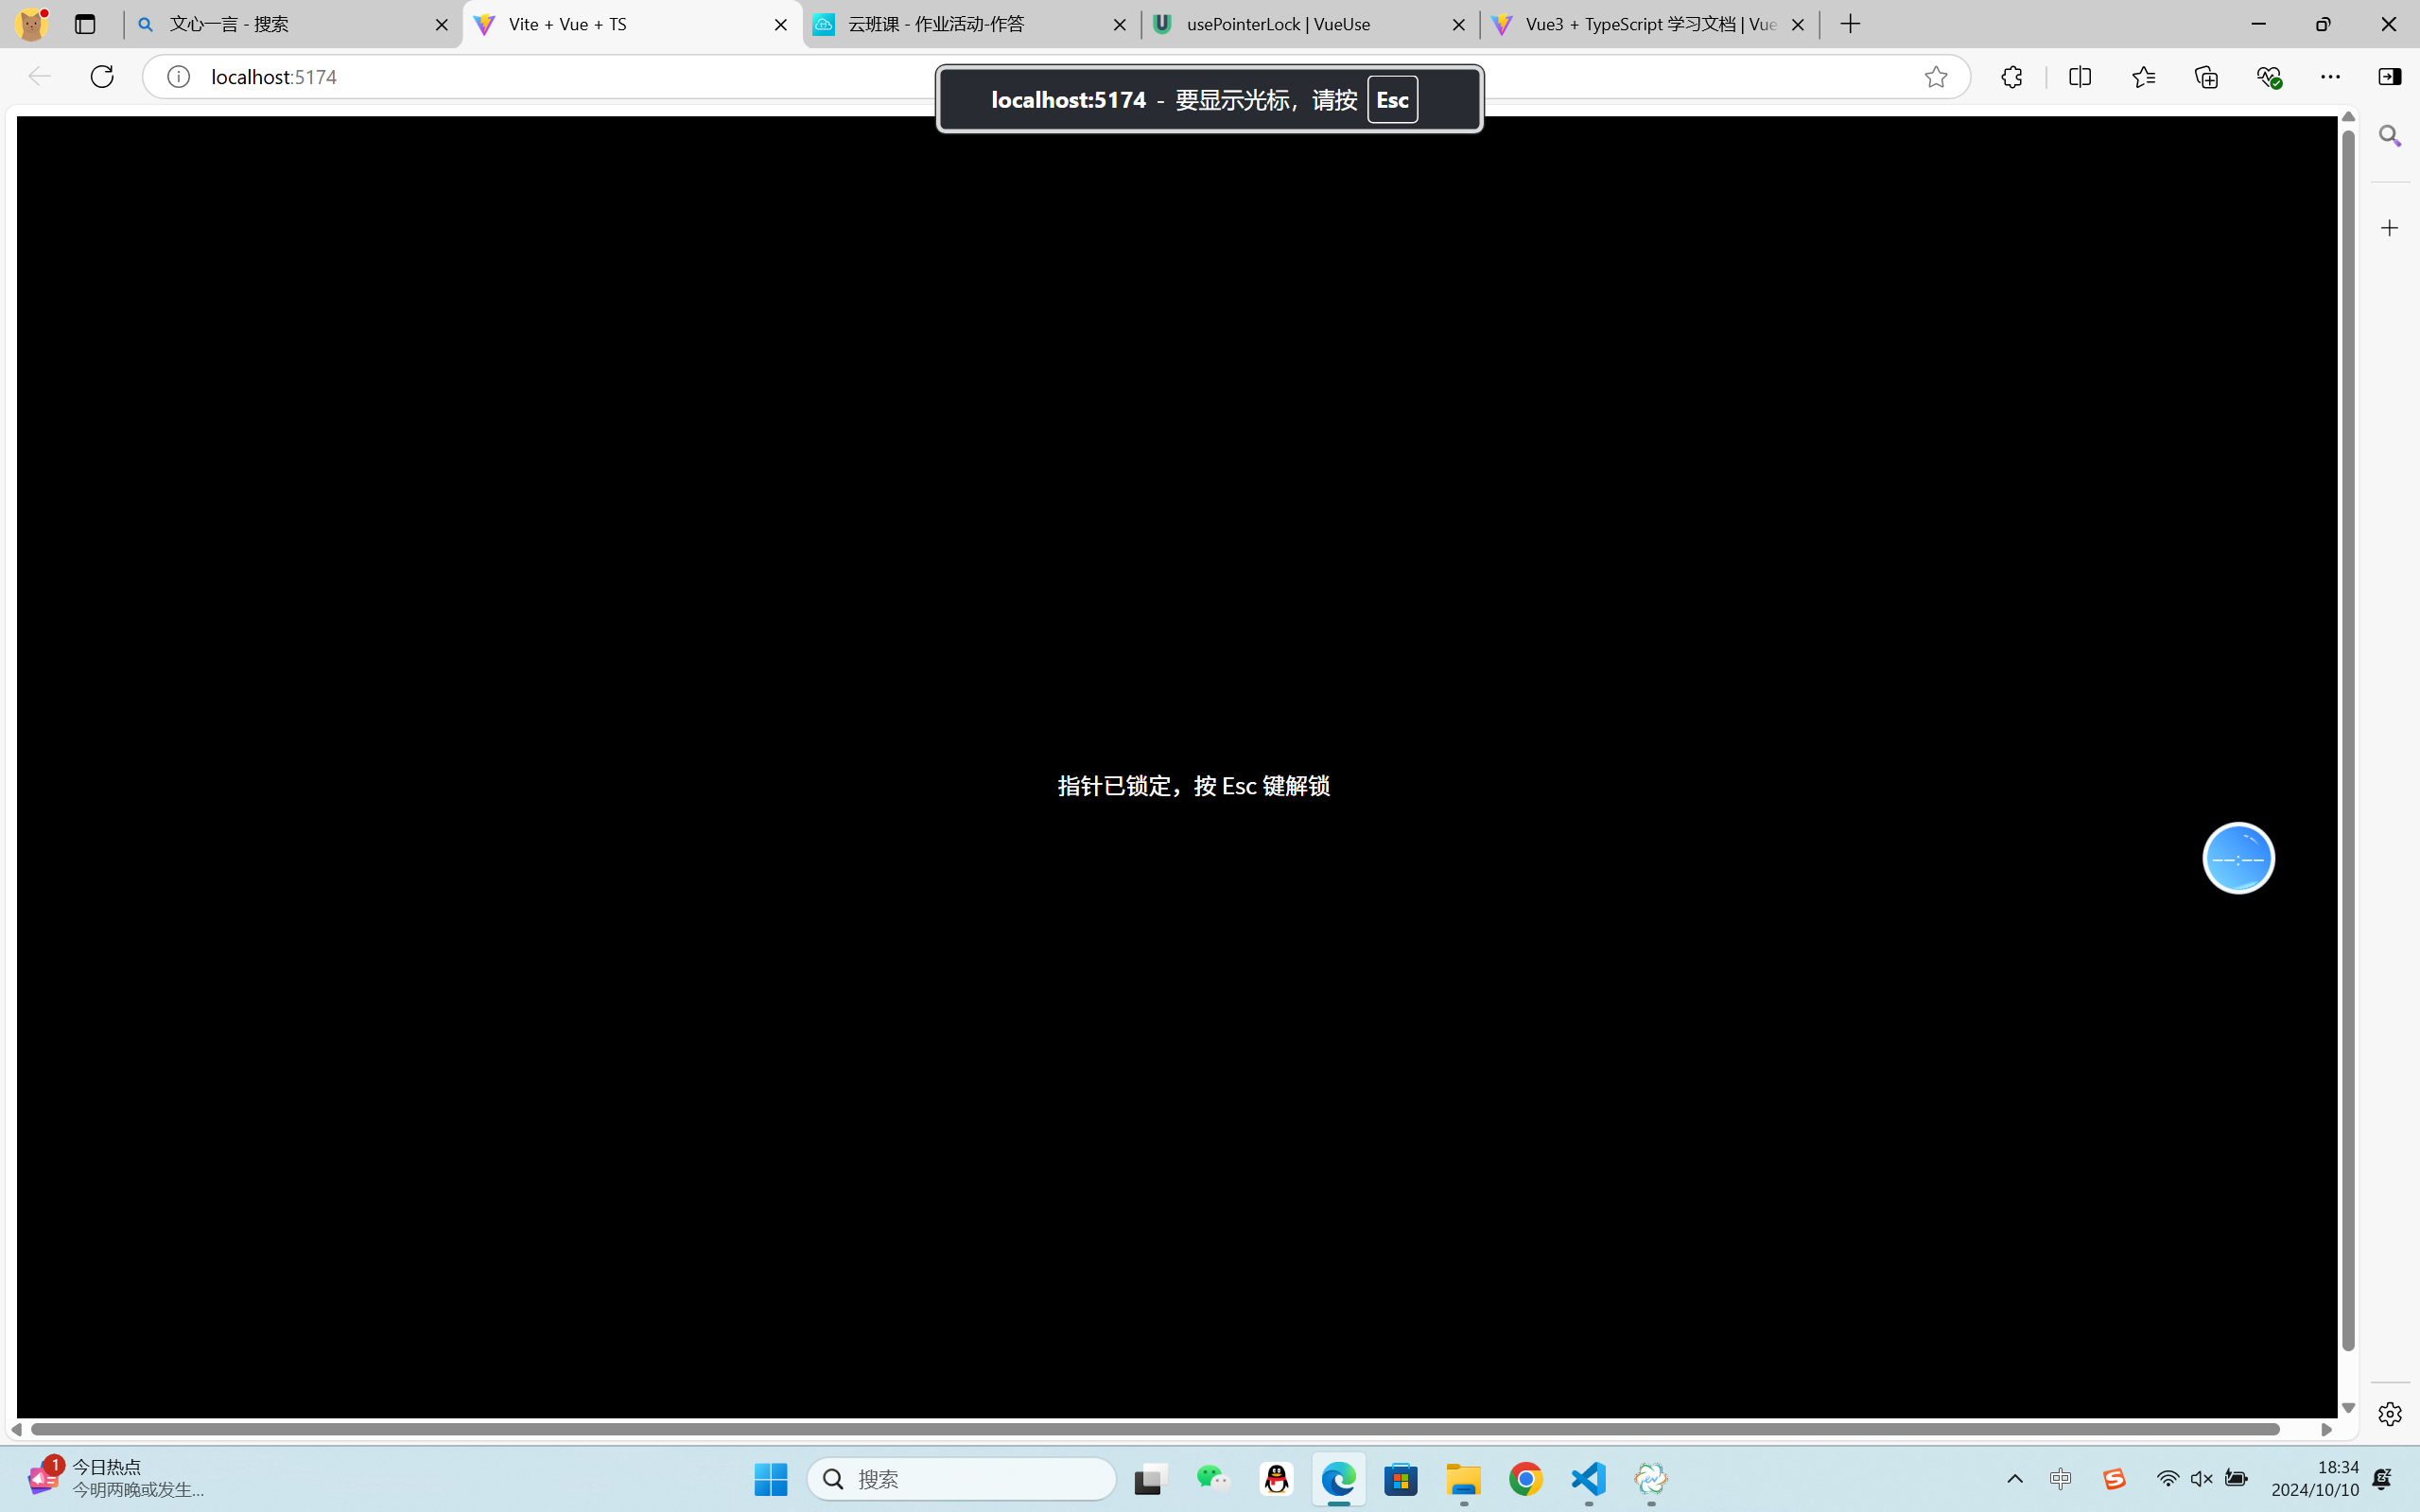 文心一言 - 搜索
Vite + Vue + TS
云班课 - 作业活动-作答
usePointerLock | VueUse
Vue3 + TypeScript 学习文档 | Vue
localhost:5174
localhost:5174 - 要显示光标，请按 Esc
指针已锁定，按 Esc 键解锁
--:--
1
今日热点
今明两晚或发生...
搜索
中
18:34
2024/10/10